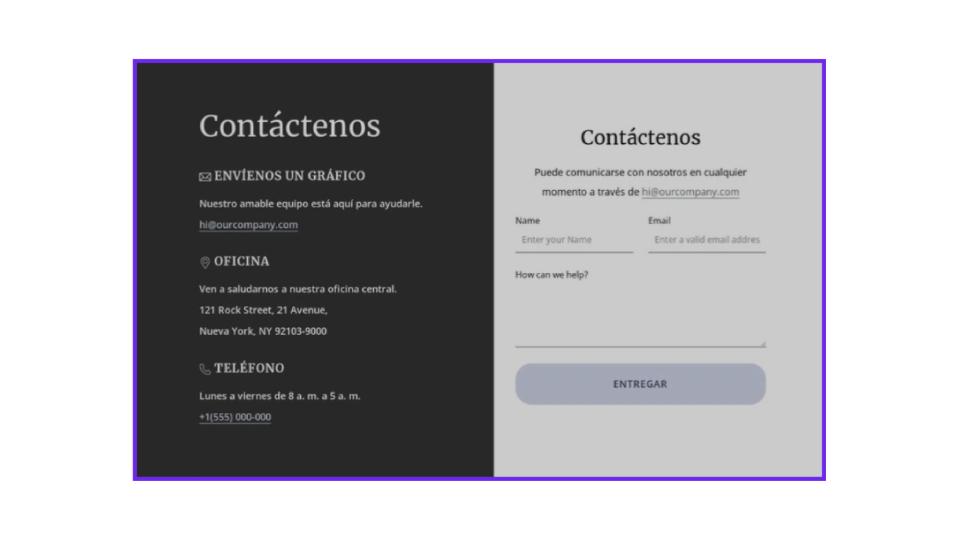 Contáctenos
ENVÍENOS UN GRÁFICO
Nuestro amable equipo está aquí para ayudarle.
hi@ourcompany.com
OFICINA
Ven a saludarnos a nuestra oficina central.
121 Rock Street, 21 Avenue,
Nueva York, NY 92103-9000
TELÉFONO
Lunes a viernes de 8 a. m. a 5 a. m.
+1(555) 000-000
Contáctenos
Puede comunicarse con nosotros en cualquier
momento a través de hi@ourcompany.com
Name Email
Enter your Name Enter a valid email addres
How can we help?
ENTREGAR